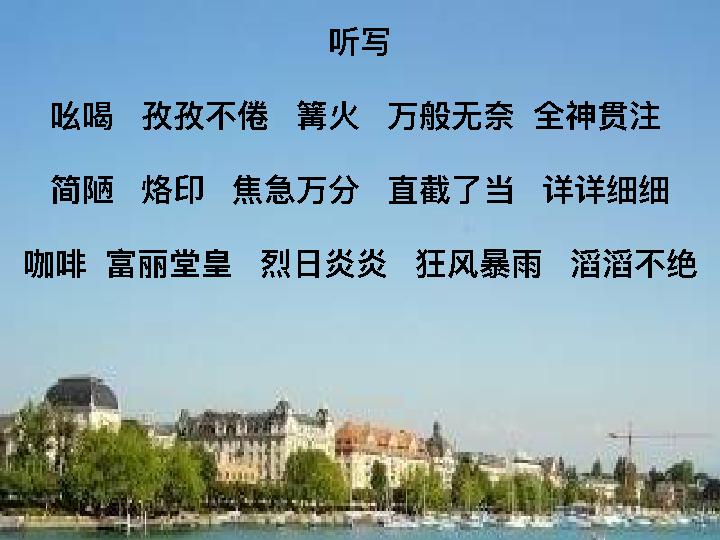 听写
吆喝 孜孜不倦 篝火 万般无奈 全神贯注
简陋 烙印 焦急万分 直截了当 详详细细
咖啡 富丽堂皇 烈日炎炎 狂风暴雨 滔滔不绝